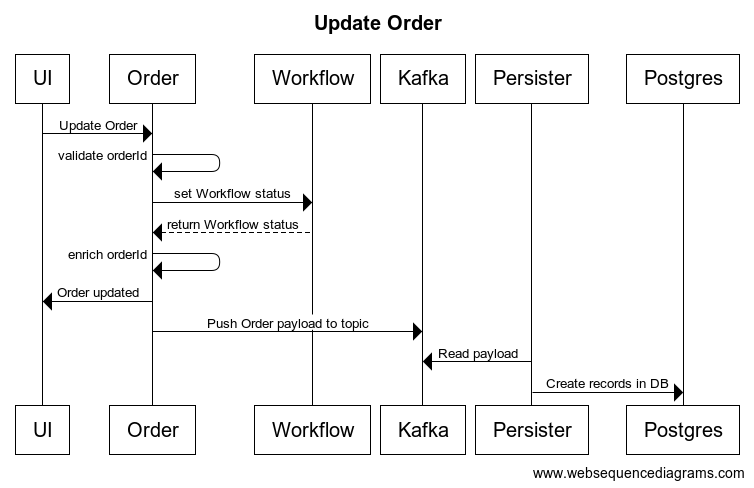 Update Order
UI Order Workflow Kafka Persister Postgres
Update Order
validate orderId
set Workflow status
return Workflow status
enrich orderId
Order updated
Push Order payload to topic
Read payload
Create records in DB
UI Order Workflow Kafka Persister Postgres
www.websequencediagrams.com